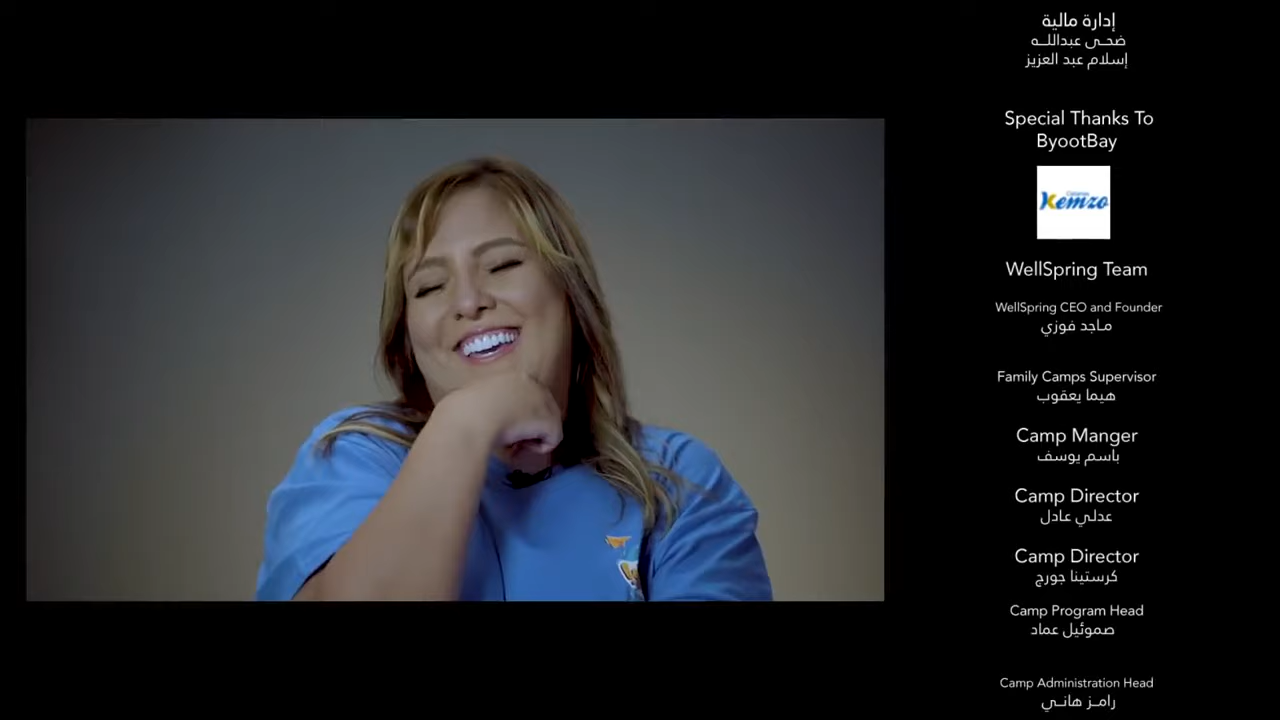 إدارة مالية
ضحى عبدالله
إسلام عبد العزيز
Special Thanks To
ByootBay
Kemzo
WellSpring Team
WellSpring CEO and Founder
ماجد فوزي
Family Camps Supervisor
هيما يعقوب
Camp Manger
باسم يوسف
Camp Director
عدلي عادل
Camp Director
كرستينا جورج
Camp Program Head
صموئيل عماد
Camp Administration Head
رامز هاني